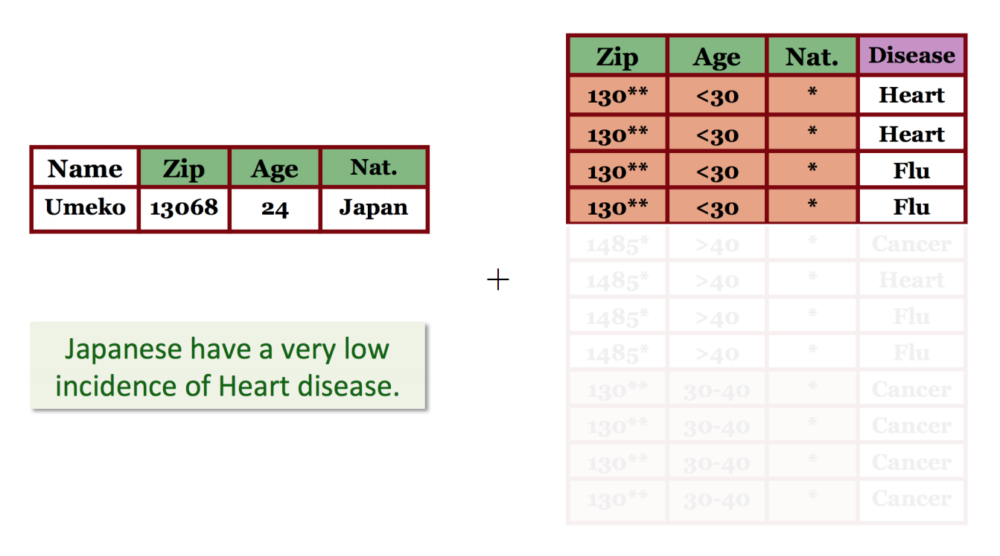 Name Zip Age Nat.
Umeko 13068 24 Japan
Japanese have a very low
incidence of Heart disease.
+
Zip Age Nat. Disease
130** <30 * Heart
130** <30 * Heart
130** <30 * Flu
130** <30 * Flu
1485* >40 * Cancer
1485* >40 * Heart
1485* >40 * Flu
1485* >40 * Flu
130** 30-40 * Cancer
130** 30-40 * Cancer
130** 30-40 * Cancer
130** 30-40 * Cancer